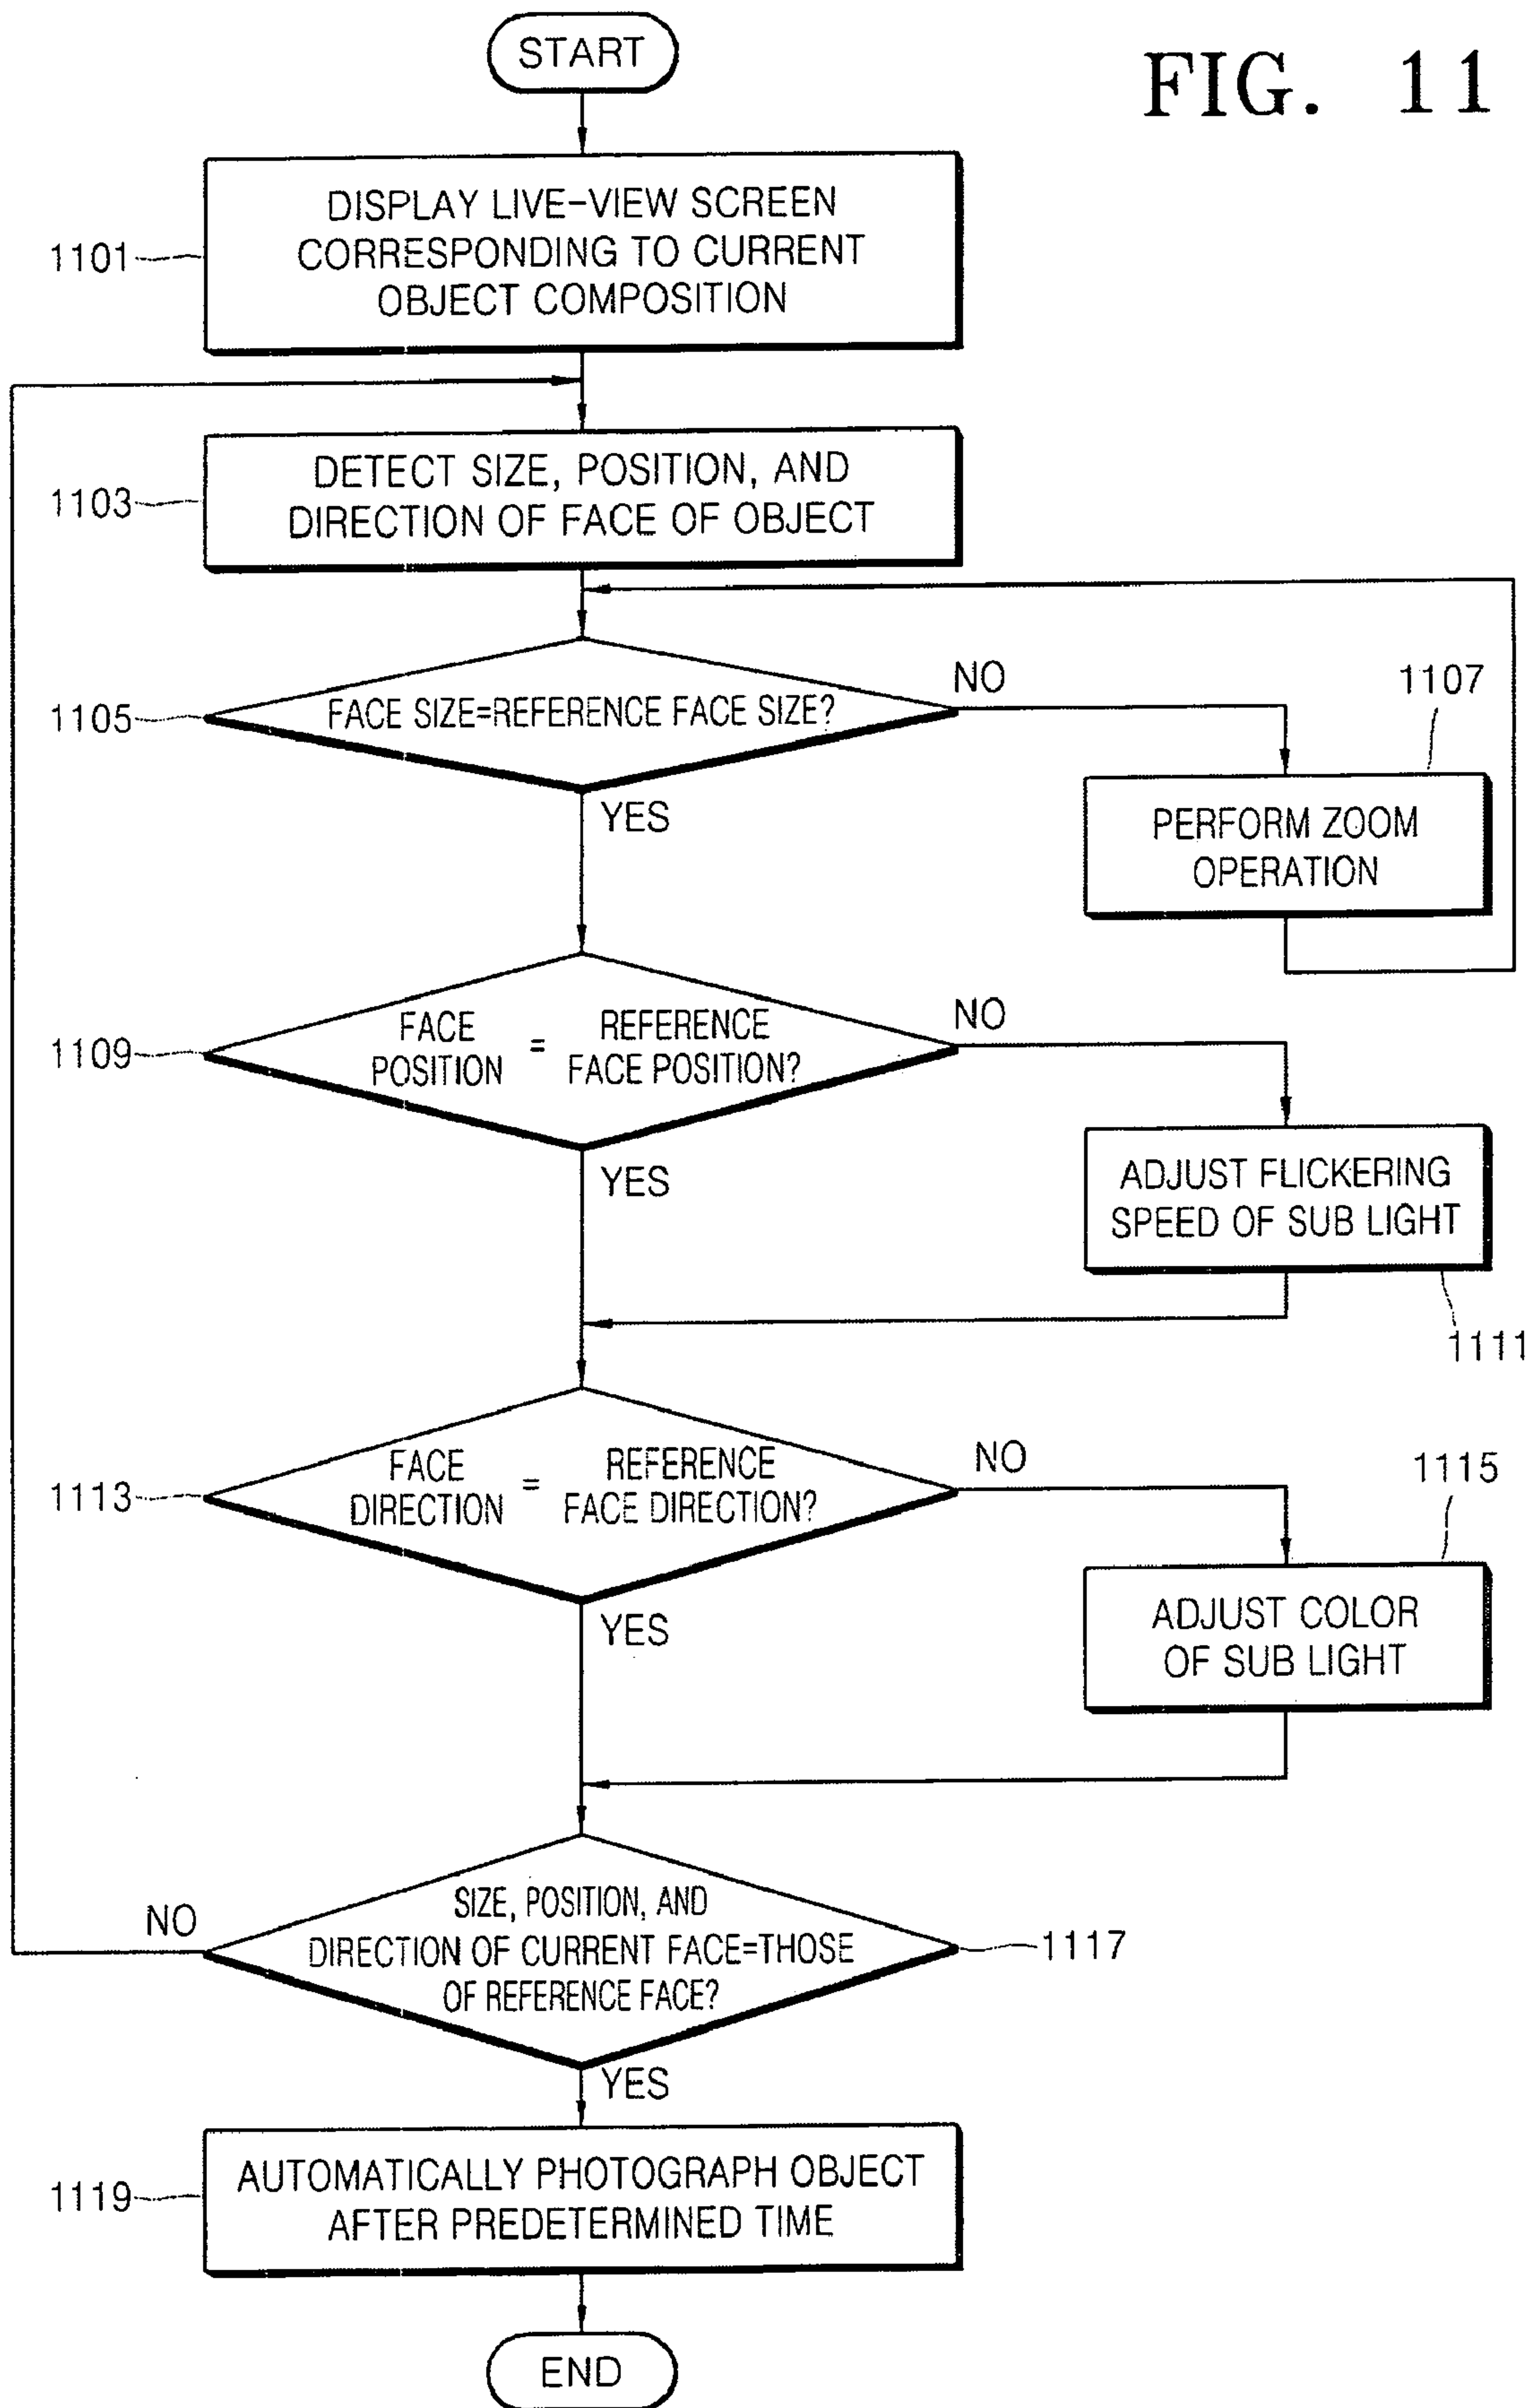 START
FIG. 11
DISPLAY LIVE-VIEW SCREEN
CORRESPONDING TO CURRENT
OBJECT COMPOSITION
1101
DETECT SIZE, POSITION, AND
DIRECTION OF FACE OF OBJECT
1103
FACE SIZE=REFERENCE FACE SIZE?
1105
NO
YES
1107
PERFORM ZOOM
OPERATION
FACE POSITION = REFERENCE FACE POSITION?
1109
NO
YES
ADJUST FLICKERING
SPEED OF SUB LIGHT
1111
FACE DIRECTION = REFERENCE FACE DIRECTION?
1113
NO
YES
1115
ADJUST COLOR
OF SUB LIGHT
SIZE, POSITION, AND
DIRECTION OF CURRENT FACE=THOSE
OF REFERENCE FACE?
1117
NO
YES
AUTOMATICALLY PHOTOGRAPH OBJECT
AFTER PREDETERMINED TIME
1119
END